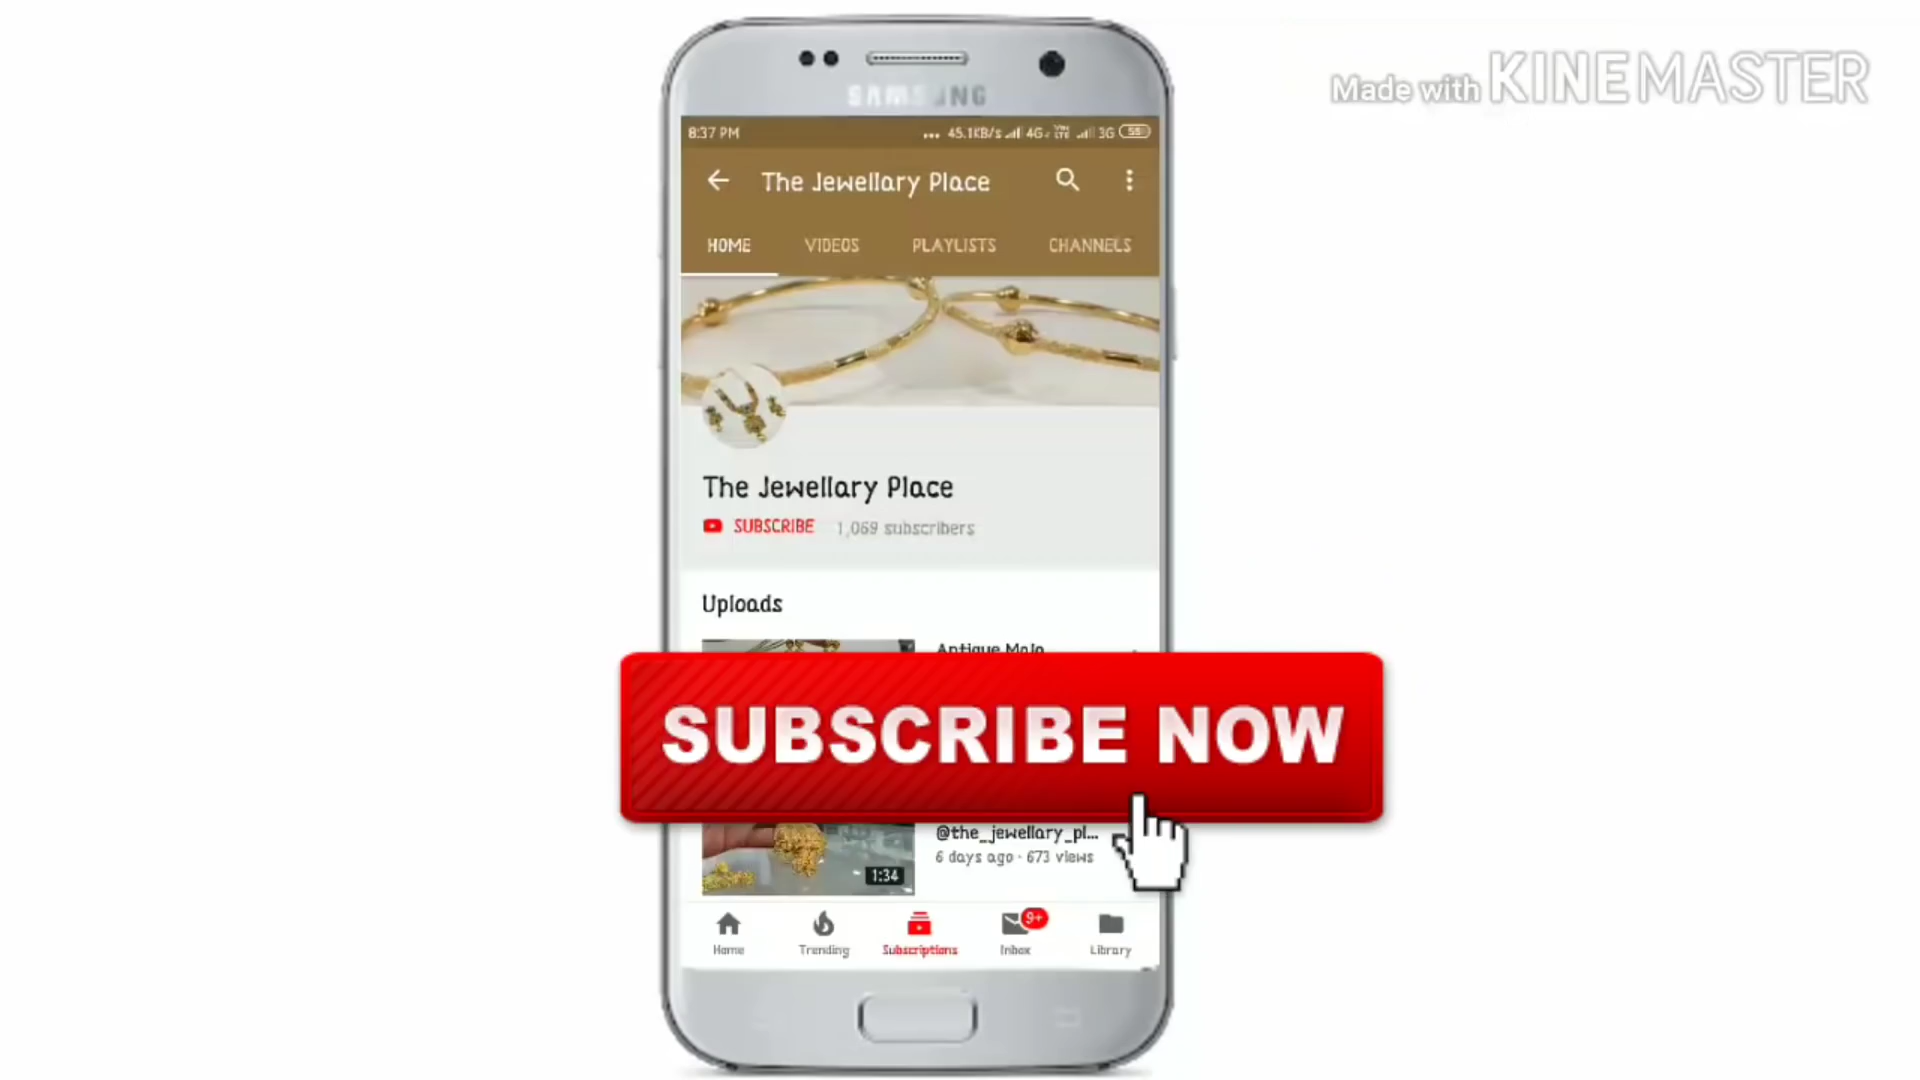 Made with KINEMASTER
SAMSUNG
8:37 PM ... 45.1KB/s 4G VoLTE 3G 55
The Jewellary Place
HOME VIDEOS PLAYLISTS CHANNELS
The Jewellary Place
SUBSCRIBE 1,069 subscribers
Uploads
Antique Mala
SUBSCRIBE NOW
@the_jewellary_pl...
6 days ago · 673 views
1:34
9+
Home Trending Subscriptions Inbox Library